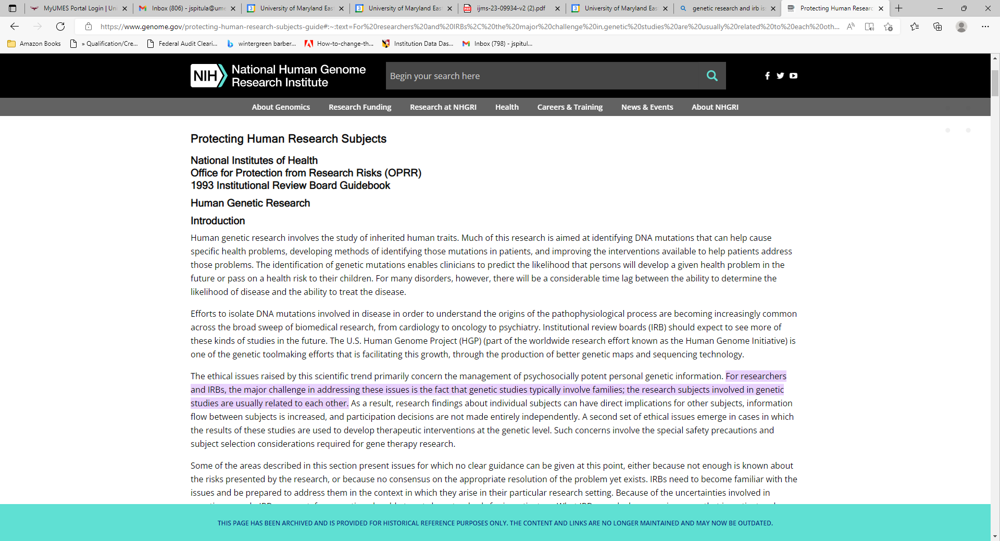 MyUMES Portal Login | Uni
Inbox (806) - jspitula@ume
University of Maryland Eas
University of Maryland Eas
ijms-23-09934-v2 (2).pdf
University of Maryland Eas
genetic research and irb is
Protecting Human Researc
https://www.genome.gov/protecting-human-research-subjects-guide#:~:text=For%20researchers%20and%20IRBs%2C%20the%20major%20challenge%20in,genetic%20studies%20are%20usually%20related%20to%20each%20oth...
Amazon Books
» Qualification/Cre...
Federal Audit Cleari...
wintergreen barber...
How-to-change-th...
Institution Data Das...
Inbox (798) - jspitul...
NIH
National Human Genome
Research Institute
Begin your search here
About Genomics
Research Funding
Research at NHGRI
Health
Careers & Training
News & Events
About NHGRI
Protecting Human Research Subjects
National Institutes of Health
Office for Protection from Research Risks (OPRR)
1993 Institutional Review Board Guidebook
Human Genetic Research
Introduction
Human genetic research involves the study of inherited human traits. Much of this research is aimed at identifying DNA mutations that can help cause
specific health problems, developing methods of identifying those mutations in patients, and improving the interventions available to help patients address
those problems. The identification of genetic mutations enables clinicians to predict the likelihood that persons will develop a given health problem in the
future or pass on a health risk to their children. For many disorders, however, there will be a considerable time lag between the ability to determine the
likelihood of disease and the ability to treat the disease.
Efforts to isolate DNA mutations involved in disease in order to understand the origins of the pathophysiological process are becoming increasingly common
across the broad sweep of biomedical research, from cardiology to oncology to psychiatry. Institutional review boards (IRB) should expect to see more of
these kinds of studies in the future. The U.S. Human Genome Project (HGP) (part of the worldwide research effort known as the Human Genome Initiative) is
one of the genetic toolmaking efforts that is facilitating this growth, through the production of better genetic maps and sequencing technology.
The ethical issues raised by this scientific trend primarily concern the management of psychosocially potent personal genetic information. For researchers
and IRBs, the major challenge in addressing these issues is the fact that genetic studies typically involve families; the research subjects involved in genetic
studies are usually related to each other. As a result, research findings about individual subjects can have direct implications for other subjects, information
flow between subjects is increased, and participation decisions are not made entirely independently. A second set of ethical issues emerge in cases in which
the results of these studies are used to develop therapeutic interventions at the genetic level. Such concerns involve the special safety precautions and
subject selection considerations required for gene therapy research.
Some of the areas described in this section present issues for which no clear guidance can be given at this point, either because not enough is known about
the risks presented by the research, or because no consensus on the appropriate resolution of the problem yet exists. IRBs need to become familiar with the
issues and be prepared to address them in the context in which they arise in their particular research setting. Because of the uncertainties involved in
THIS PAGE HAS BEEN ARCHIVED AND IS PROVIDED FOR HISTORICAL REFERENCE PURPOSES ONLY. THE CONTENT AND LINKS ARE NO LONGER MAINTAINED AND MAY NOW BE OUTDATED.